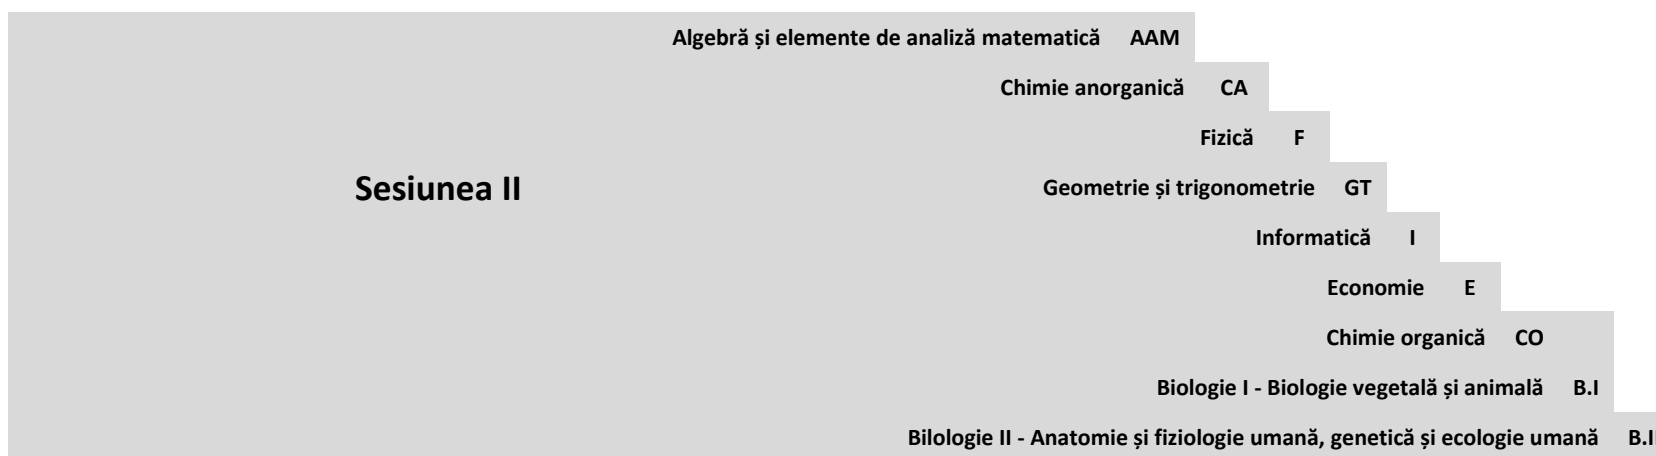 Algebră și elemente de analiză matematică AAM
Chimie anorganică CA
Fizică F
Sesiunea II
Geometrie și trigonometrie GT
Informatică I
Economie E
Chimie organică CO
Biologie I - Biologie vegetală și animală B.I
Bilologie II - Anatomie și fiziologie umană, genetică și ecologie umană B.II